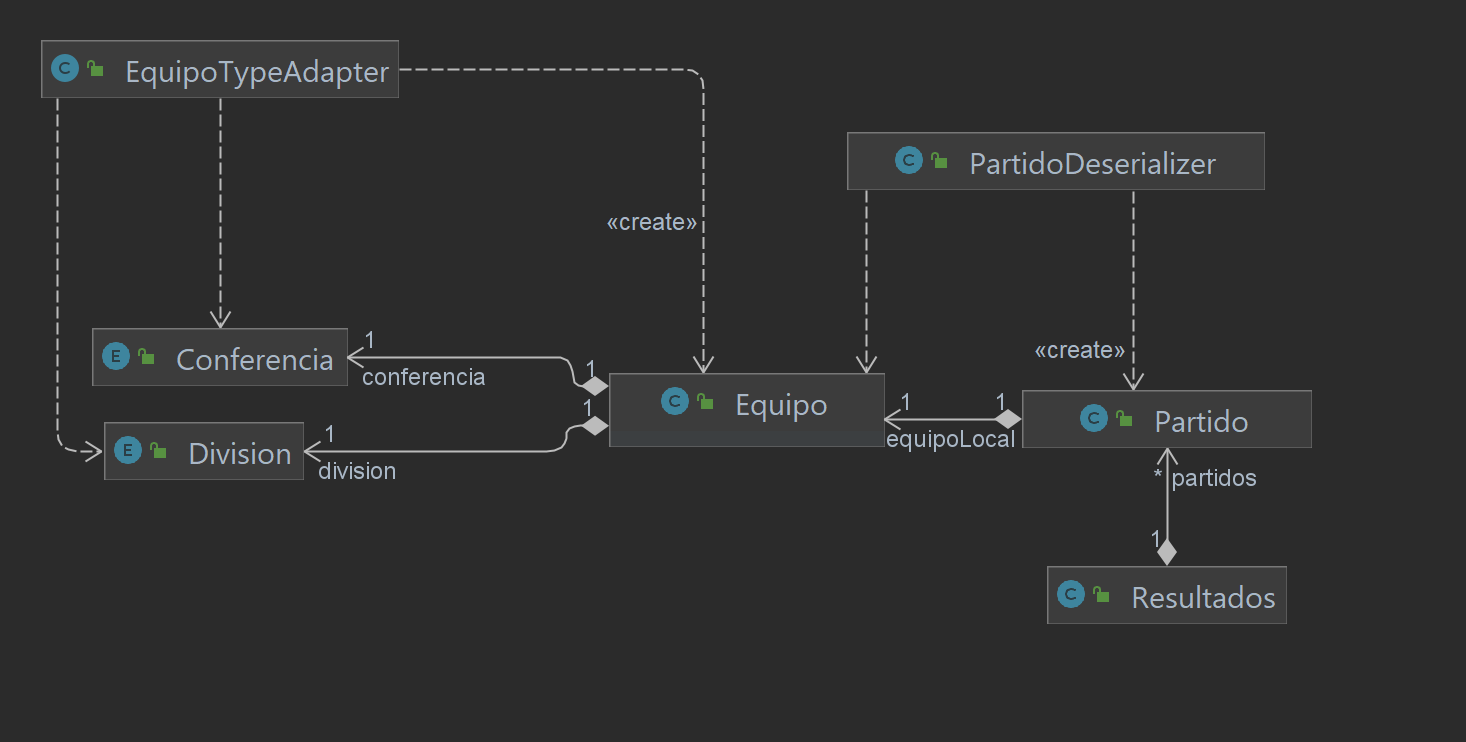 C EquipoTypeAdapter
C PartidoDeserializer
«create»
«create»
E Conferencia
1
conferencia
1
1
C Equipo
1
equipoLocal
1
C Partido
E Division
1
division
* partidos
1
C Resultados